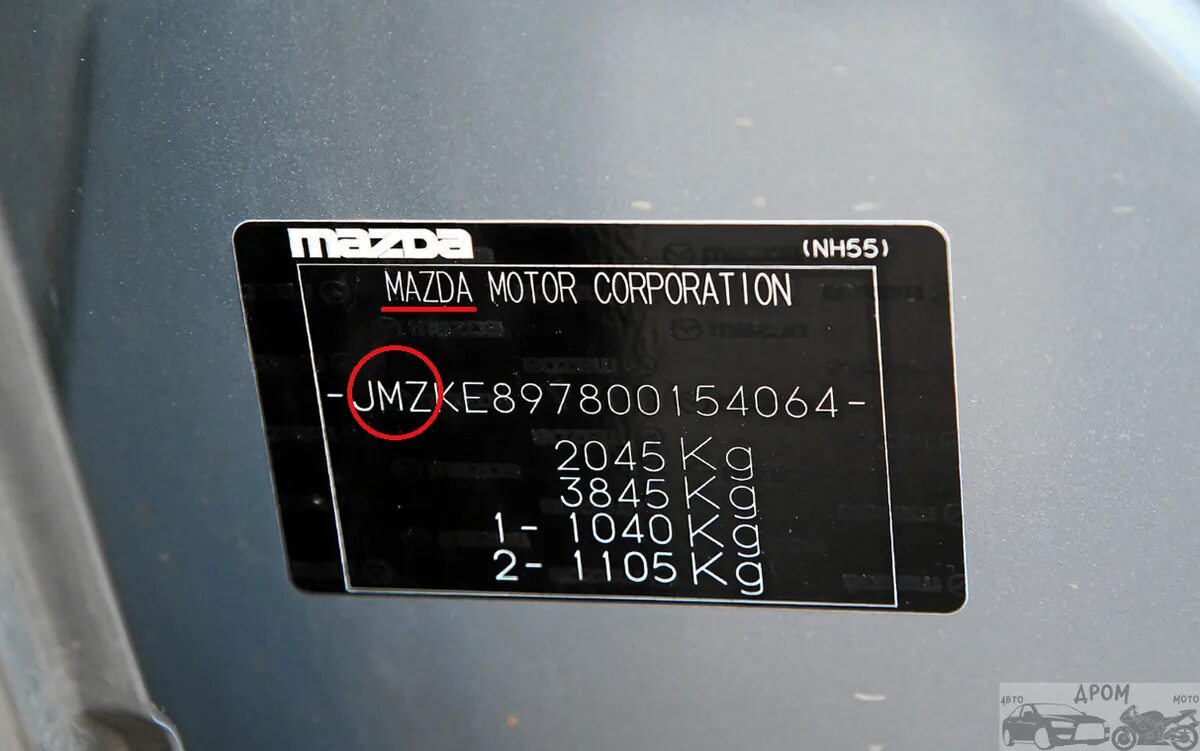 mazda (NH55)
MAZDA MOTOR CORPORATION
-JMZKE897800154064-
2045 Kg
3845 Kg
1- 1040 Kg
2- 1105 Kg
АВТО ДРОМ МОТО